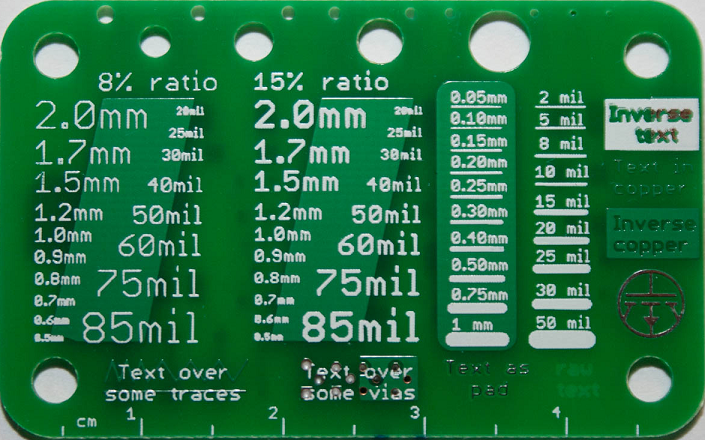 8% ratio
2.0mm 20mil
25mil
1.7mm 30mil
1.5mm 40mil
1.2mm 50mil
1.0mm
60mil
0.9mm
0.8mm 75mil
0.7mm
0.6mm 85mil
0.5mm
Text over
some traces
15% ratio
2.0mm 20mil
25mil
1.7mm 30mil
1.5mm 40mil
1.2mm 50mil
1.0mm
60mil
0.9mm
0.8mm 75mil
0.7mm
0.6mm 85mil
0.5mm
Text over
some vias
0.05mm
0.10mm
0.15mm
0.20mm
0.25mm
0.30mm
0.40mm
0.50mm
0.75mm
1 mm
Text as
pad
2 mil
5 mil
8 mil
10 mil
15 mil
20 mil
25 mil
30 mil
50 mil
raw
text
Inverse
text
Text in
copper
Inverse
copper
cm 1 2 3 4